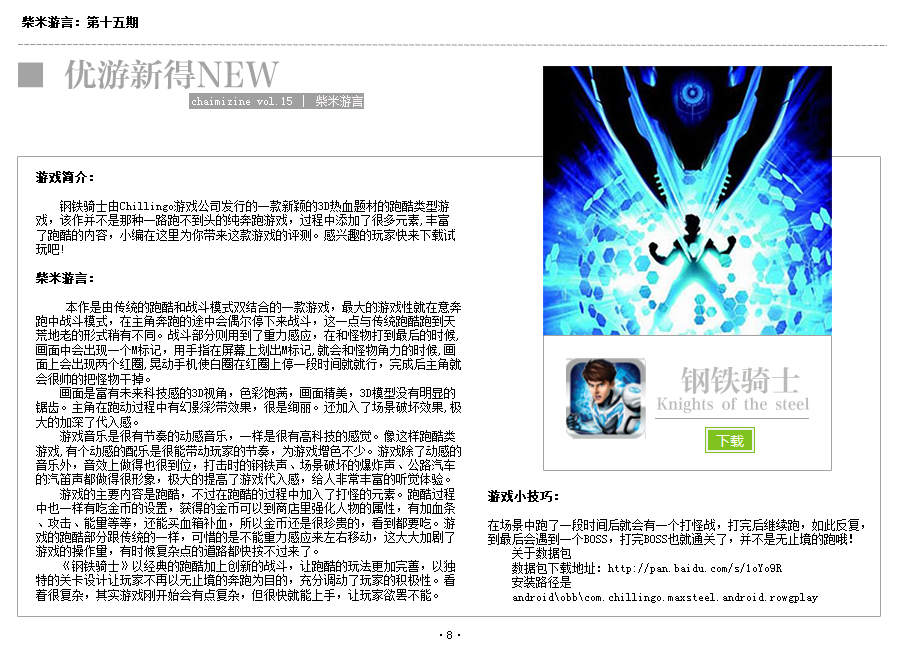 柴米游言：第十五期
优游新得NEW
chaimizine vol.15 | 柴米游言
游戏简介：
钢铁骑士由Chillingo游戏公司发行的一款新颖的3D热血题材的跑酷类型游
戏，该作并不是那种一路跑不到头的纯奔跑游戏，过程中添加了很多元素,丰富
了跑酷的内容，小编在这里为你带来这款游戏的评测。感兴趣的玩家快来下载试
玩吧!
柴米游言：
本作是由传统的跑酷和战斗模式双结合的一款游戏，最大的游戏性就在意奔
跑中战斗模式，在主角奔跑的途中会偶尔停下来战斗，这一点与传统跑酷跑到天
荒地老的形式稍有不同。战斗部分则用到了重力感应，在和怪物打到最后的时候,
画面中会出现一个M标记，用手指在屏幕上划出M标记,就会和怪物角力的时候,画
面上会出现两个红圈,晃动手机使白圈在红圈上停一段时间就就行，完成后主角就
会很帅的把怪物干掉。
画面是富有未来科技感的3D视角，色彩饱满，画面精美，3D模型没有明显的
锯齿。主角在跑动过程中有幻影彩带效果，很是绚丽。还加入了场景破坏效果,极
大的加深了代入感。
游戏音乐是很有节奏的动感音乐，一样是很有高科技的感觉。像这样跑酷类
游戏,有个动感的配乐是很能带动玩家的节奏，为游戏增色不少。游戏除了动感的
音乐外，音效上做得也很到位，打击时的钢铁声、场景破坏的爆炸声、公路汽车
的汽笛声都做得很形象，极大的提高了游戏代入感，给人非常丰富的听觉体验。
游戏的主要内容是跑酷，不过在跑酷的过程中加入了打怪的元素。跑酷过程
中也一样有吃金币的设置，获得的金币可以到商店里强化人物的属性，有加血条
、攻击、能量等等，还能买血箱补血，所以金币还是很珍贵的，看到都要吃。游
戏的跑酷部分跟传统的一样，可惜的是不能重力感应来左右移动，这大大加剧了
游戏的操作量，有时候复杂点的道路都快按不过来了。
《钢铁骑士》以经典的跑酷加上创新的战斗，让跑酷的玩法更加完善，以独
特的关卡设计让玩家不再以无止境的奔跑为目的，充分调动了玩家的积极性。看
着很复杂，其实游戏刚开始会有点复杂，但很快就能上手，让玩家欲罢不能。
钢铁骑士
Knights of the steel
下载
游戏小技巧：
在场景中跑了一段时间后就会有一个打怪战，打完后继续跑，如此反复，
到最后会遇到一个BOSS，打完BOSS也就通关了，并不是无止境的跑哦!
关于数据包
数据包下载地址：http://pan.baidu.com/s/1oYo9R
安装路径是
android\obb\com.chillingo.maxsteel.android.rowgplay
·8·